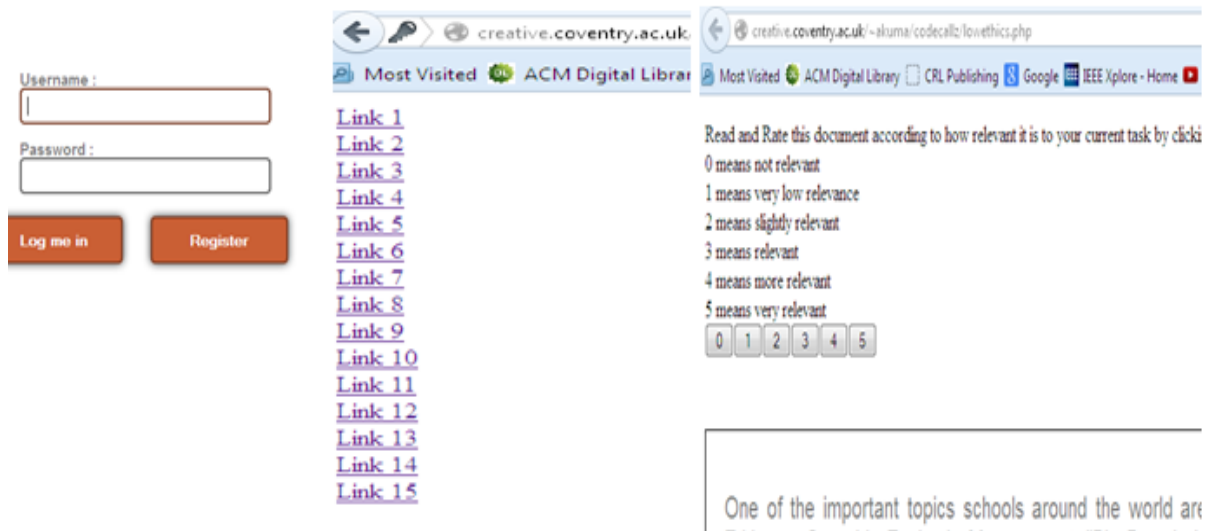 Username :
Password :
Log me in
Register
creative.coventry.ac.uk
Most Visited
ACM Digital Librar
Link 1
Link 2
Link 3
Link 4
Link 5
Link 6
Link 7
Link 8
Link 9
Link 10
Link 11
Link 12
Link 13
Link 14
Link 15
creative.coventry.ac.uk/~akuma/codecallz/lowethics.php
Most Visited ACM Digital Library CRL Publishing Google IEEE Xplore - Home
Read and Rate this document according to how relevant it is to your current task by clicki
0 means not relevant
1 means very low relevance
2 means slightly relevant
3 means relevant
4 means more relevant
5 means very relevant
0 1 2 3 4 5
One of the important topics schools around the world are